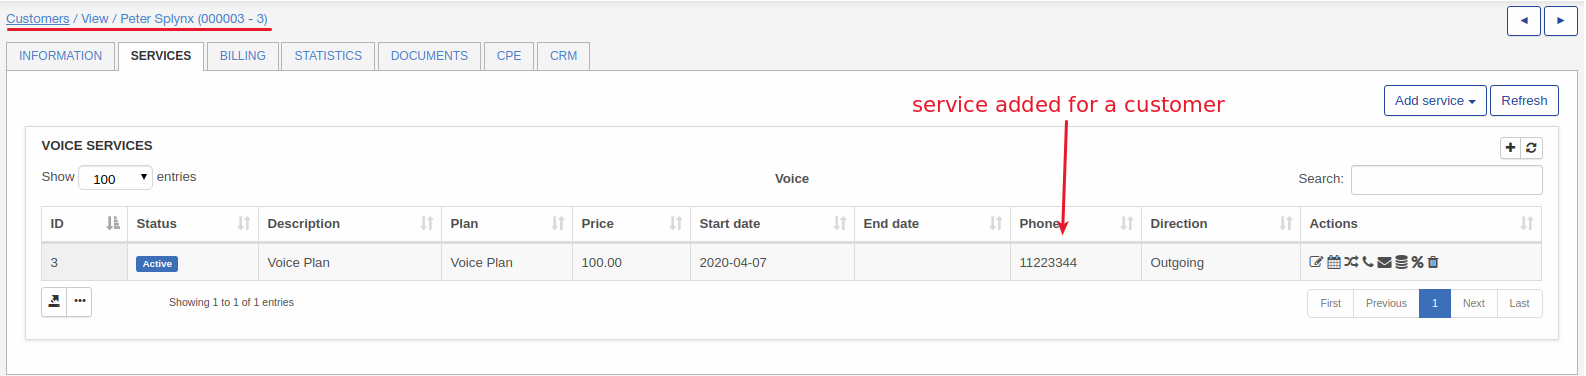 Customers / View / Peter Splynx (000003 - 3)
INFORMATION SERVICES BILLING STATISTICS DOCUMENTS CPE CRM
service added for a customer
Add service Refresh
VOICE SERVICES
Show 100 entries
Voice
Search:
ID Status Description Plan Price Start date End date Phone Direction Actions
3 Active Voice Plan Voice Plan 100.00 2020-04-07 11223344 Outgoing
Showing 1 to 1 of 1 entries
First Previous 1 Next Last